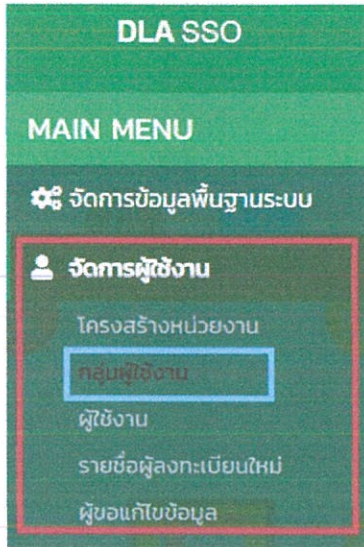 DLA SSO
MAIN MENU
จัดการข้อมูลพื้นฐานระบบ
จัดการผู้ใช้งาน
โครงสร้างหน่วยงาน
กลุ่มผู้ใช้งาน
ผู้ใช้งาน
รายชื่อผู้ลงทะเบียนใหม่
ผู้ขอแก้ไขข้อมูล